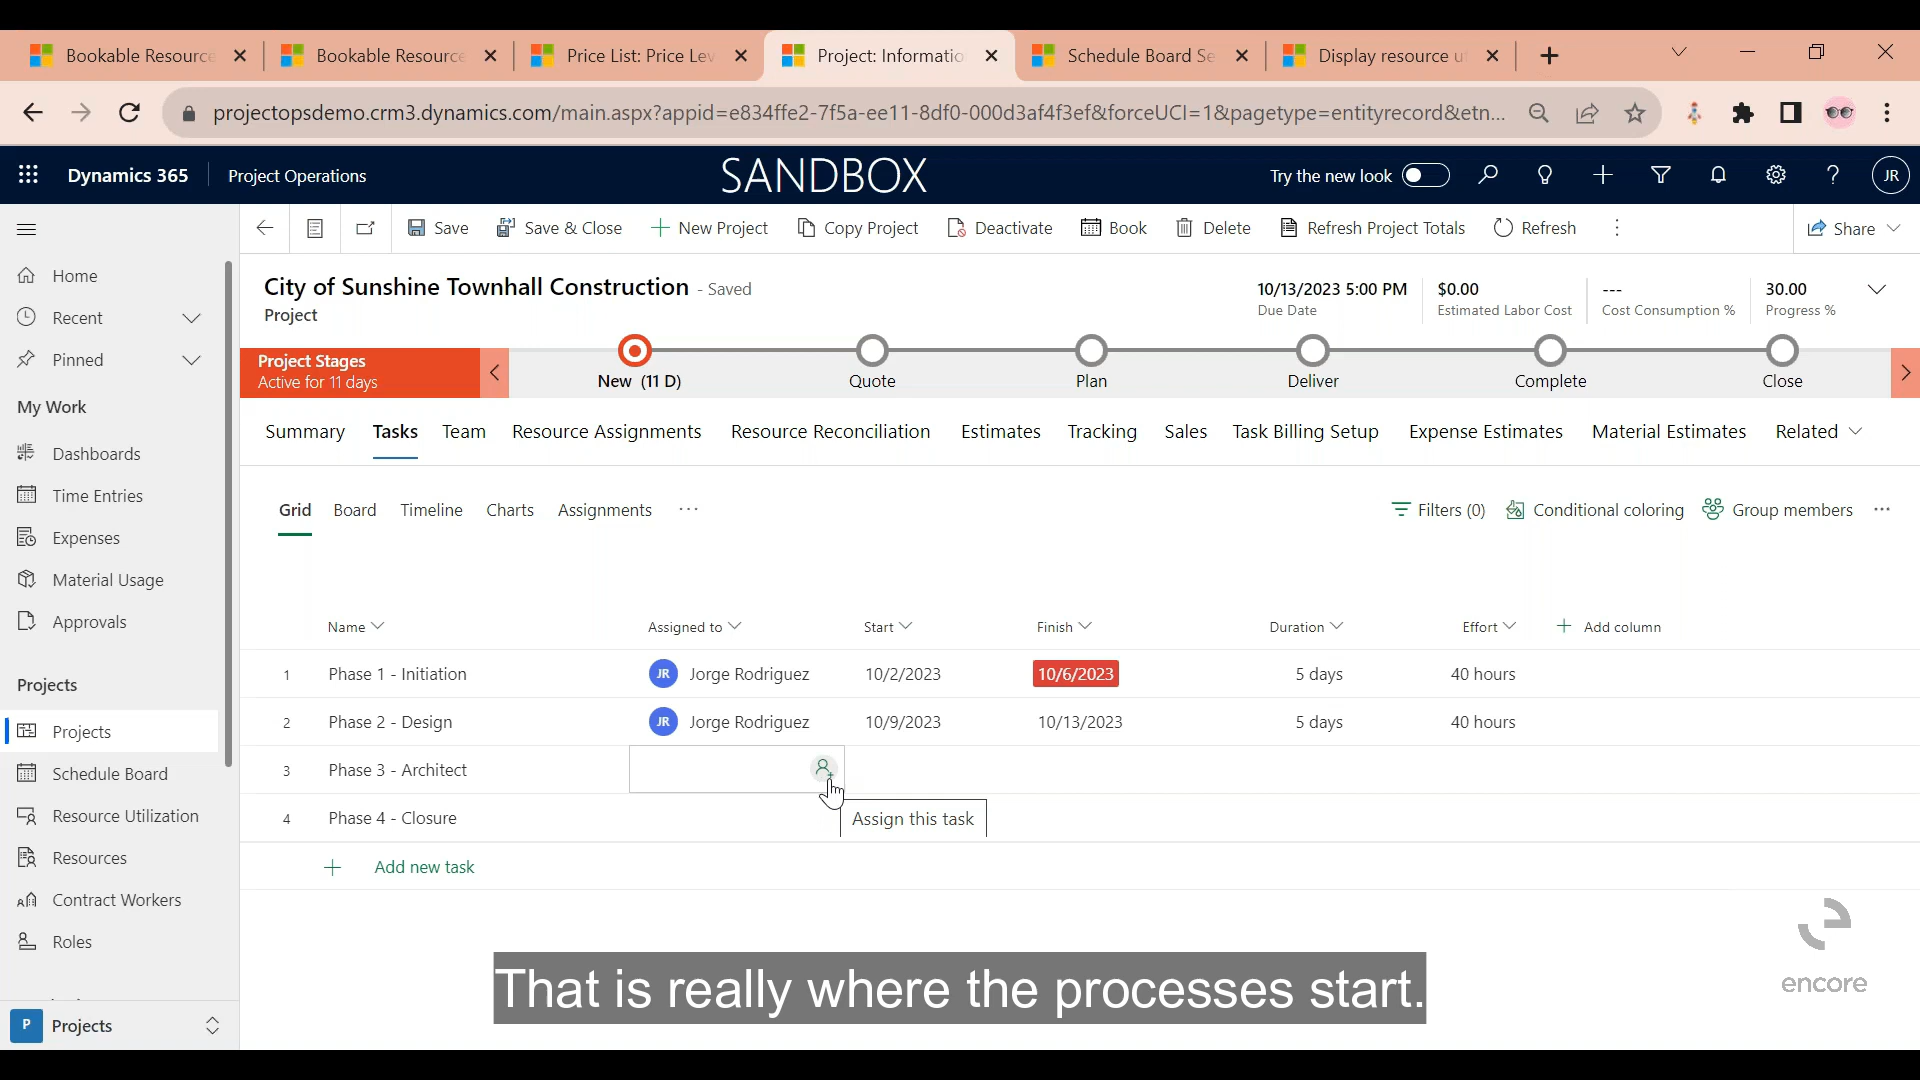 Bookable Resource
Bookable Resource
Price List: Price Lev
Project: Informatio
Schedule Board Se
Display resource ut
projectopsdemo.crm3.dynamics.com/main.aspx?appid=e834ffe2-7f5a-ee11-8df0-000d3af4f3ef&forceUCI=1&pagetype=entityrecord&etn...
Dynamics 365
Project Operations
SANDBOX
Try the new look
JR
Save
Save & Close
New Project
Copy Project
Deactivate
Book
Delete
Refresh Project Totals
Refresh
Share
Home
Recent
Pinned
My Work
Dashboards
Time Entries
Expenses
Material Usage
Approvals
Projects
Projects
Schedule Board
Resource Utilization
Resources
Contract Workers
Roles
P Projects
City of Sunshine Townhall Construction - Saved
Project
10/13/2023 5:00 PM
Due Date
$0.00
Estimated Labor Cost
---
Cost Consumption %
30.00
Progress %
Project Stages
Active for 11 days
New (11 D)
Quote
Plan
Deliver
Complete
Close
Summary
Tasks
Team
Resource Assignments
Resource Reconciliation
Estimates
Tracking
Sales
Task Billing Setup
Expense Estimates
Material Estimates
Related
Grid
Board
Timeline
Charts
Assignments
Filters (0)
Conditional coloring
Group members
Name
Assigned to
Start
Finish
Duration
Effort
Add column
1 Phase 1 - Initiation JR Jorge Rodriguez 10/2/2023 10/6/2023 5 days 40 hours
2 Phase 2 - Design JR Jorge Rodriguez 10/9/2023 10/13/2023 5 days 40 hours
3 Phase 3 - Architect
4 Phase 4 - Closure
Assign this task
Add new task
encore
That is really where the processes start.